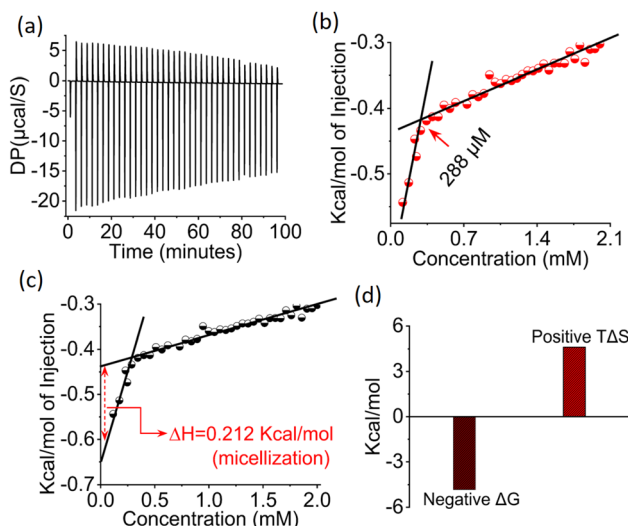 (a)
10
5
0
-5
-10
-15
-20
DP(µcal/S)
0 20 40 60 80 100
Time (minutes)
(b)
-0.3
-0.4
-0.5
Kcal/mol of Injection
288 µM
0.0 0.7 1.4 2.1
Concentration (mM)
(c)
-0.3
-0.4
-0.5
-0.6
-0.7
Kcal/mol of Injection
ΔH=0.212 Kcal/mol
(micellization)
0.0 0.5 1.0 1.5 2.0
Concentration (mM)
(d)
6
3
0
-3
-6
Kcal/mol
Positive TΔS
Negative ΔG